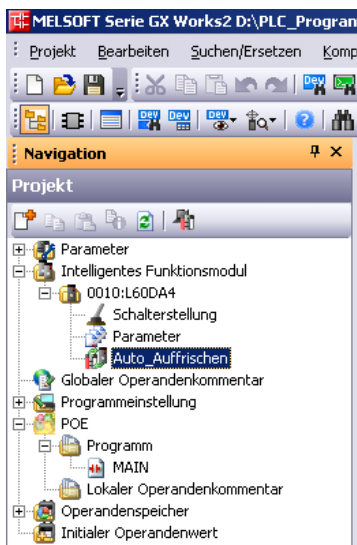 MELSOFT Serie GX Works2 D:\PLC_Program
Projekt Bearbeiten Suchen/Ersetzen Komp
Navigation
Projekt
Parameter
Intelligentes Funktionsmodul
0010:L60DA4
Schalterstellung
Parameter
Auto_Auffrischen
Globaler Operandenkommentar
Programmeinstellung
POE
Programm
MAIN
Lokaler Operandenkommentar
Operandenspeicher
Initialer Operandenwert